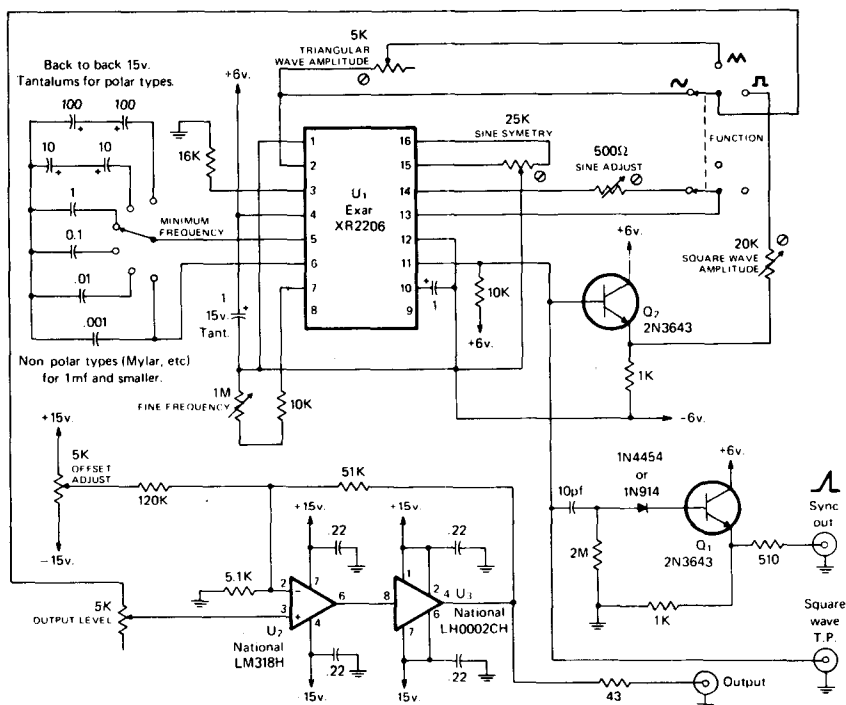 Back to back 15v.
Tantalums for polar types.
100 100
+ +
10 10
+ +
1
0.1
.01
.001
MINIMUM
FREQUENCY
Non polar types (Mylar, etc)
for 1mf and smaller.
+6v.
16K
1
15v.
Tant.
+
1M
FINE FREQUENCY
10K
5K
TRIANGULAR
WAVE AMPLITUDE
1 16
2 15
3 14
4 13
5 12
6 11
7 10
8 9
U1
Exar
XR2206
25K
SINE SYMETRY
500Ω
SINE ADJUST
FUNCTION
+
1
10K
+6v.
+6v.
20K
SQUARE WAVE
AMPLITUDE
Q2
2N3643
1K
-6v.
+15v.
5K
OFFSET
ADJUST
-15v.
120K
51K
5.1K
5K
OUTPUT LEVEL
+15v.
.22
2 -
3 +
7
6
4
U2
National
LM318H
.22
-15v.
+15v.
.22
1
8
2 4
6
7
U3
National
LH0002CH
.22
-15v.
1N4454
or
1N914
10pf
2M
+6v.
Q1
2N3643
510
1K
Sync
out
Square
wave
T.P.
43
Output